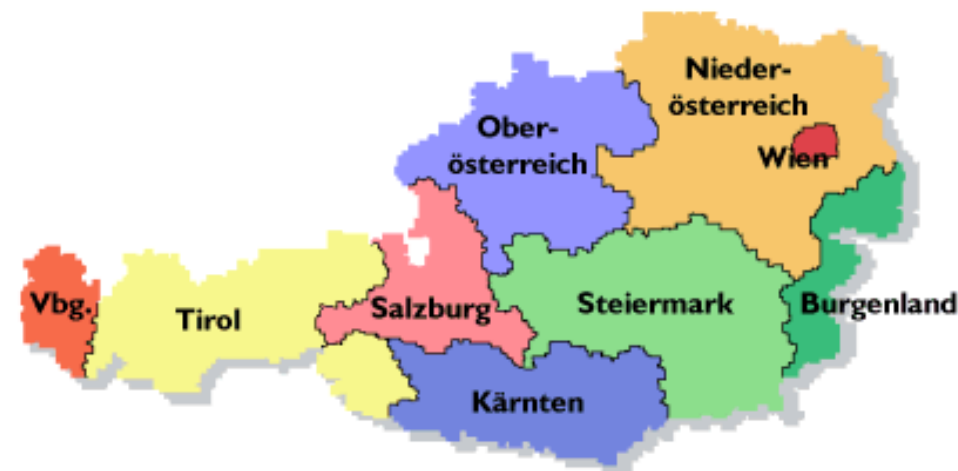 Nieder-
österreich
Ober-
österreich
Wien
Vbg.
Tirol
Salzburg
Steiermark
Burgenland
Kärnten